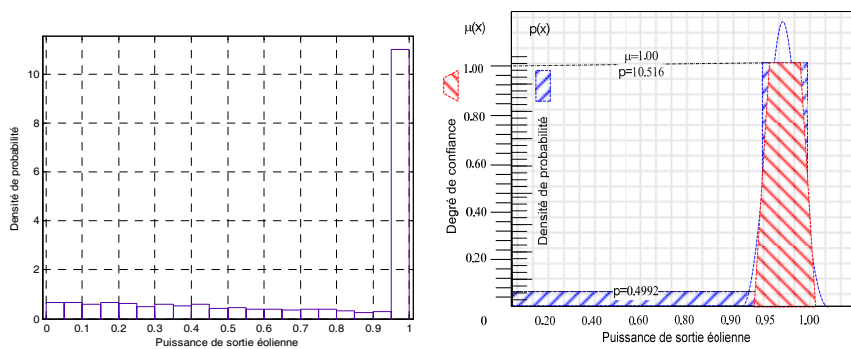 10
8
6
4
2
0
Densité de probabilité
0 0.1 0.2 0.3 0.4 0.5 0.6 0.7 0.8 0.9 1
Puissance de sortie éolienne
μ(x) p(x)
μ=1.00
p=10.516
1.00
0.80
0.60
0.40
0.20
Degré de confiance
Densité de probabilité
p=0.4992
0 0.20 0.40 0.60 0.80 0,90 0,95 1,00
Puissance de sortie éolienne